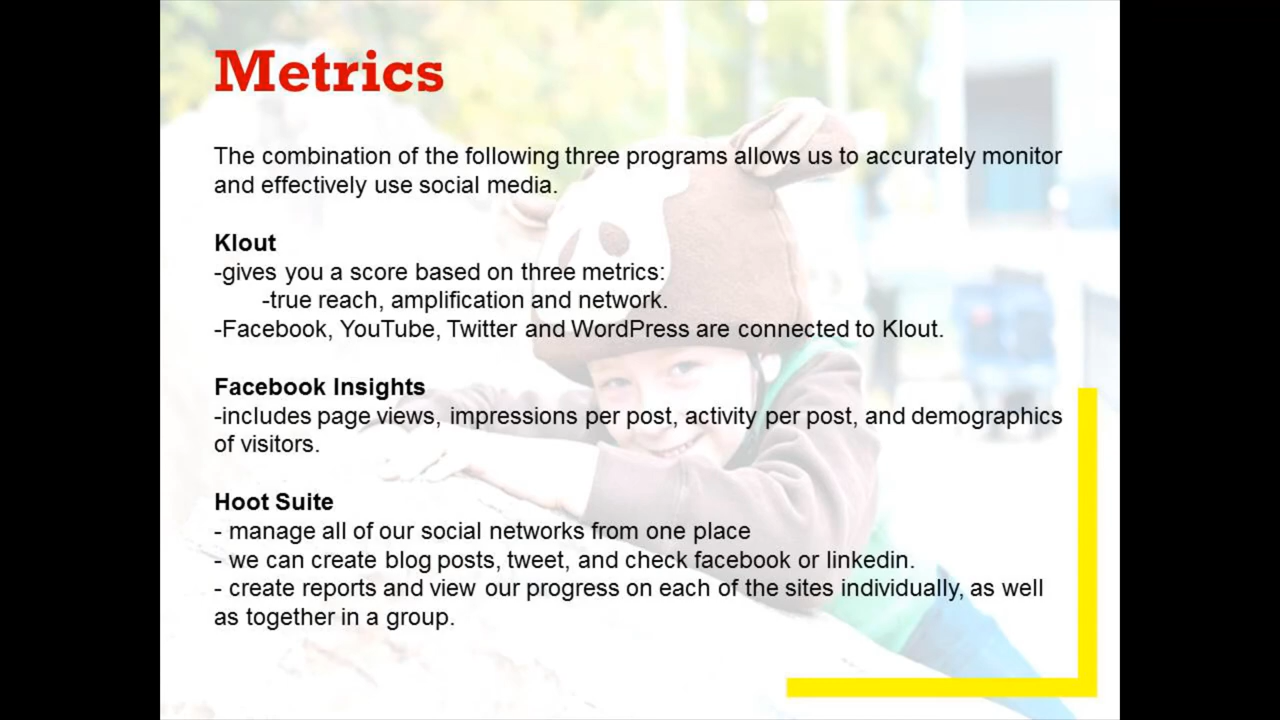 Metrics
The combination of the following three programs allows us to accurately monitor
and effectively use social media.
Klout
-gives you a score based on three metrics:
-true reach, amplification and network.
-Facebook, YouTube, Twitter and WordPress are connected to Klout.
Facebook Insights
-includes page views, impressions per post, activity per post, and demographics
of visitors.
Hoot Suite
- manage all of our social networks from one place
- we can create blog posts, tweet, and check facebook or linkedin.
- create reports and view our progress on each of the sites individually, as well
as together in a group.